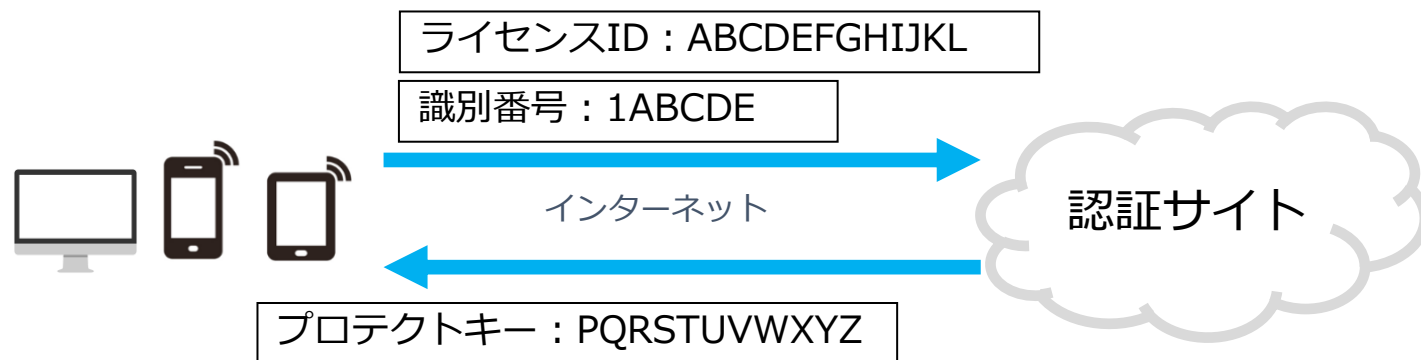 ライセンスID：ABCDEFGHIJKL
識別番号：1ABCDE
インターネット
認証サイト
プロテクトキー：PQRSTUVWXYZ